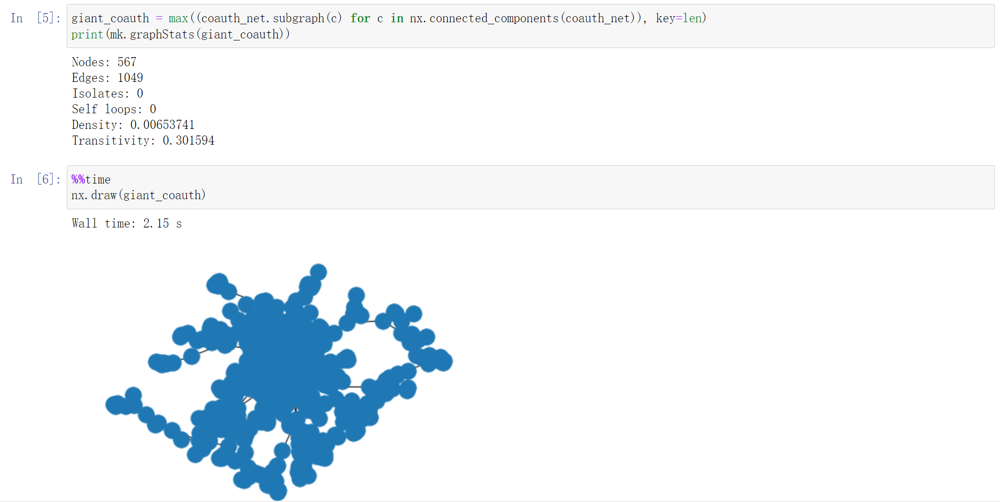 In [5]: giant_coauth = max((coauth_net.subgraph(c) for c in nx.connected_components(coauth_net)), key=len)
print(mk.graphStats(giant_coauth))
Nodes: 567
Edges: 1049
Isolates: 0
Self loops: 0
Density: 0.00653741
Transitivity: 0.301594
In [6]: %%time
nx.draw(giant_coauth)
Wall time: 2.15 s